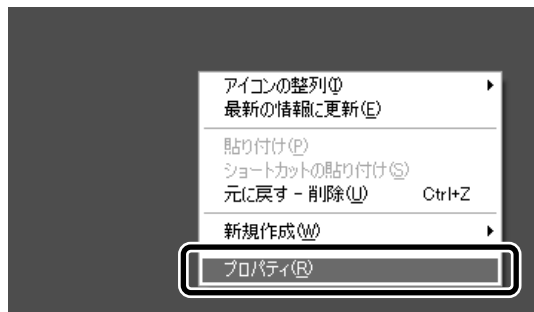 アイコンの整列(I)
最新の情報に更新(E)
貼り付け(P)
ショートカットの貼り付け(S)
元に戻す - 削除(U) Ctrl+Z
新規作成(W)
プロパティ(R)